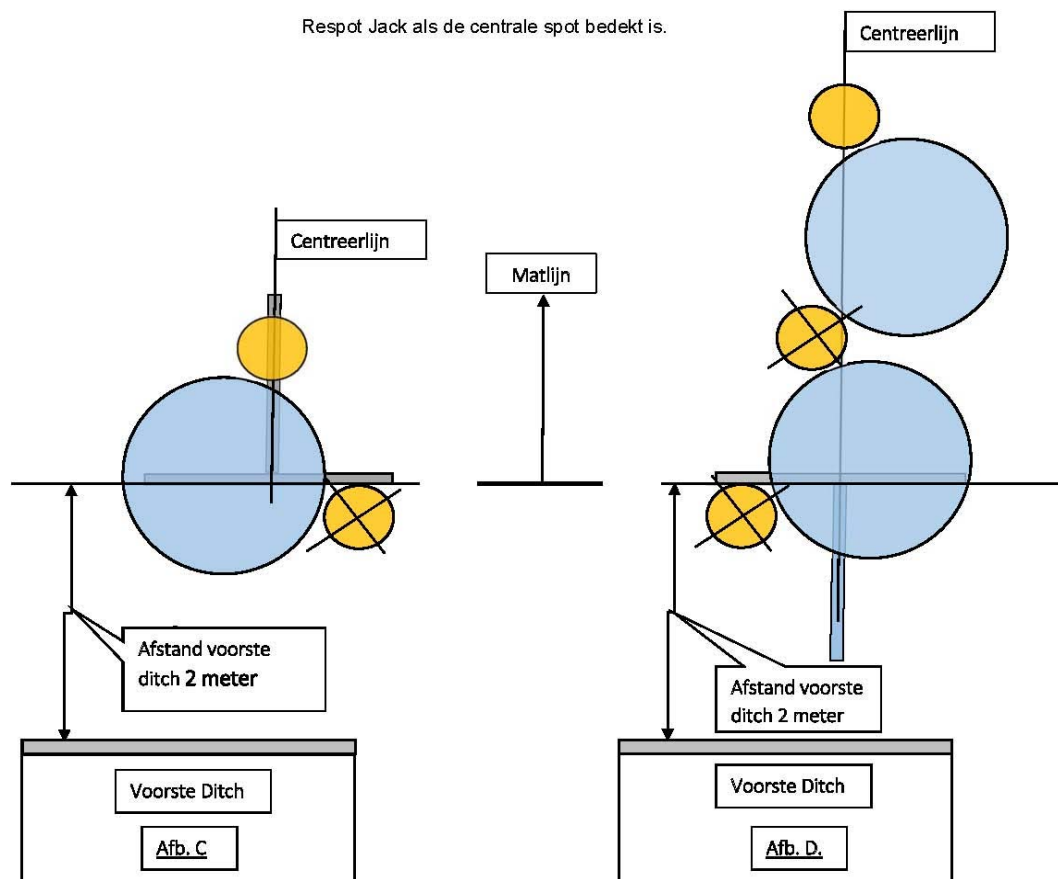 Respot Jack als de centrale spot bedekt is.
Centreerlijn
Centreerlijn
Matlijn
Afstand voorste
ditch 2 meter
Afstand voorste
ditch 2 meter
Voorste Ditch
Afb. C
Voorste Ditch
Afb. D.